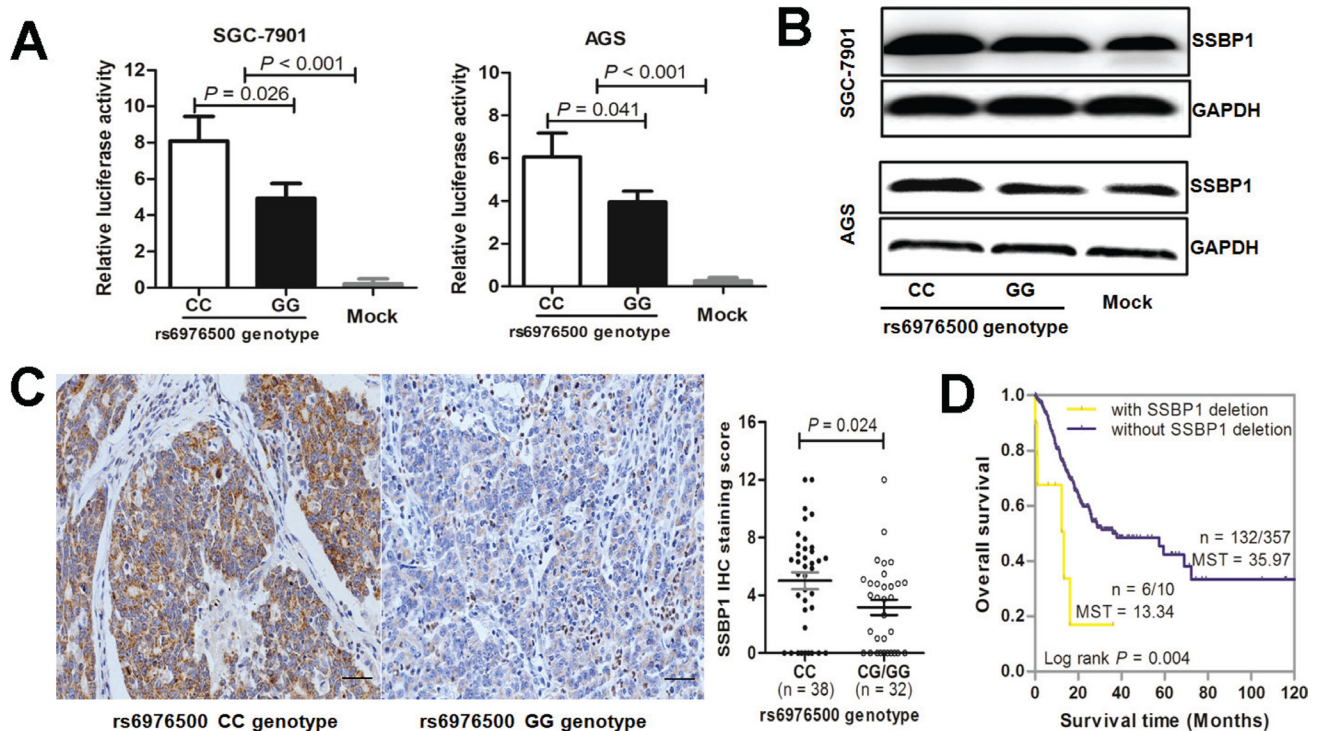 A
SGC-7901
Relative luciferase activity
12
10
8
6
4
2
0
P < 0.001
P = 0.026
CC
GG
Mock
rs6976500 genotype
AGS
Relative luciferase activity
10
8
6
4
2
0
P < 0.001
P = 0.041
CC
GG
Mock
rs6976500 genotype
B
SGC-7901
SSBP1
GAPDH
AGS
SSBP1
GAPDH
CC
GG
Mock
rs6976500 genotype
C
rs6976500 CC genotype
rs6976500 GG genotype
SSBP1 IHC staining score
16
12
8
4
0
P = 0.024
CC
CG/GG
(n = 38)
(n = 32)
rs6976500 genotype
D
Overall survival
1.0
0.8
0.6
0.4
0.2
0.0
with SSBP1 deletion
without SSBP1 deletion
n = 132/357
MST = 35.97
n = 6/10
MST = 13.34
Log rank P = 0.004
0 20 40 60 80 100 120
Survival time (Months)